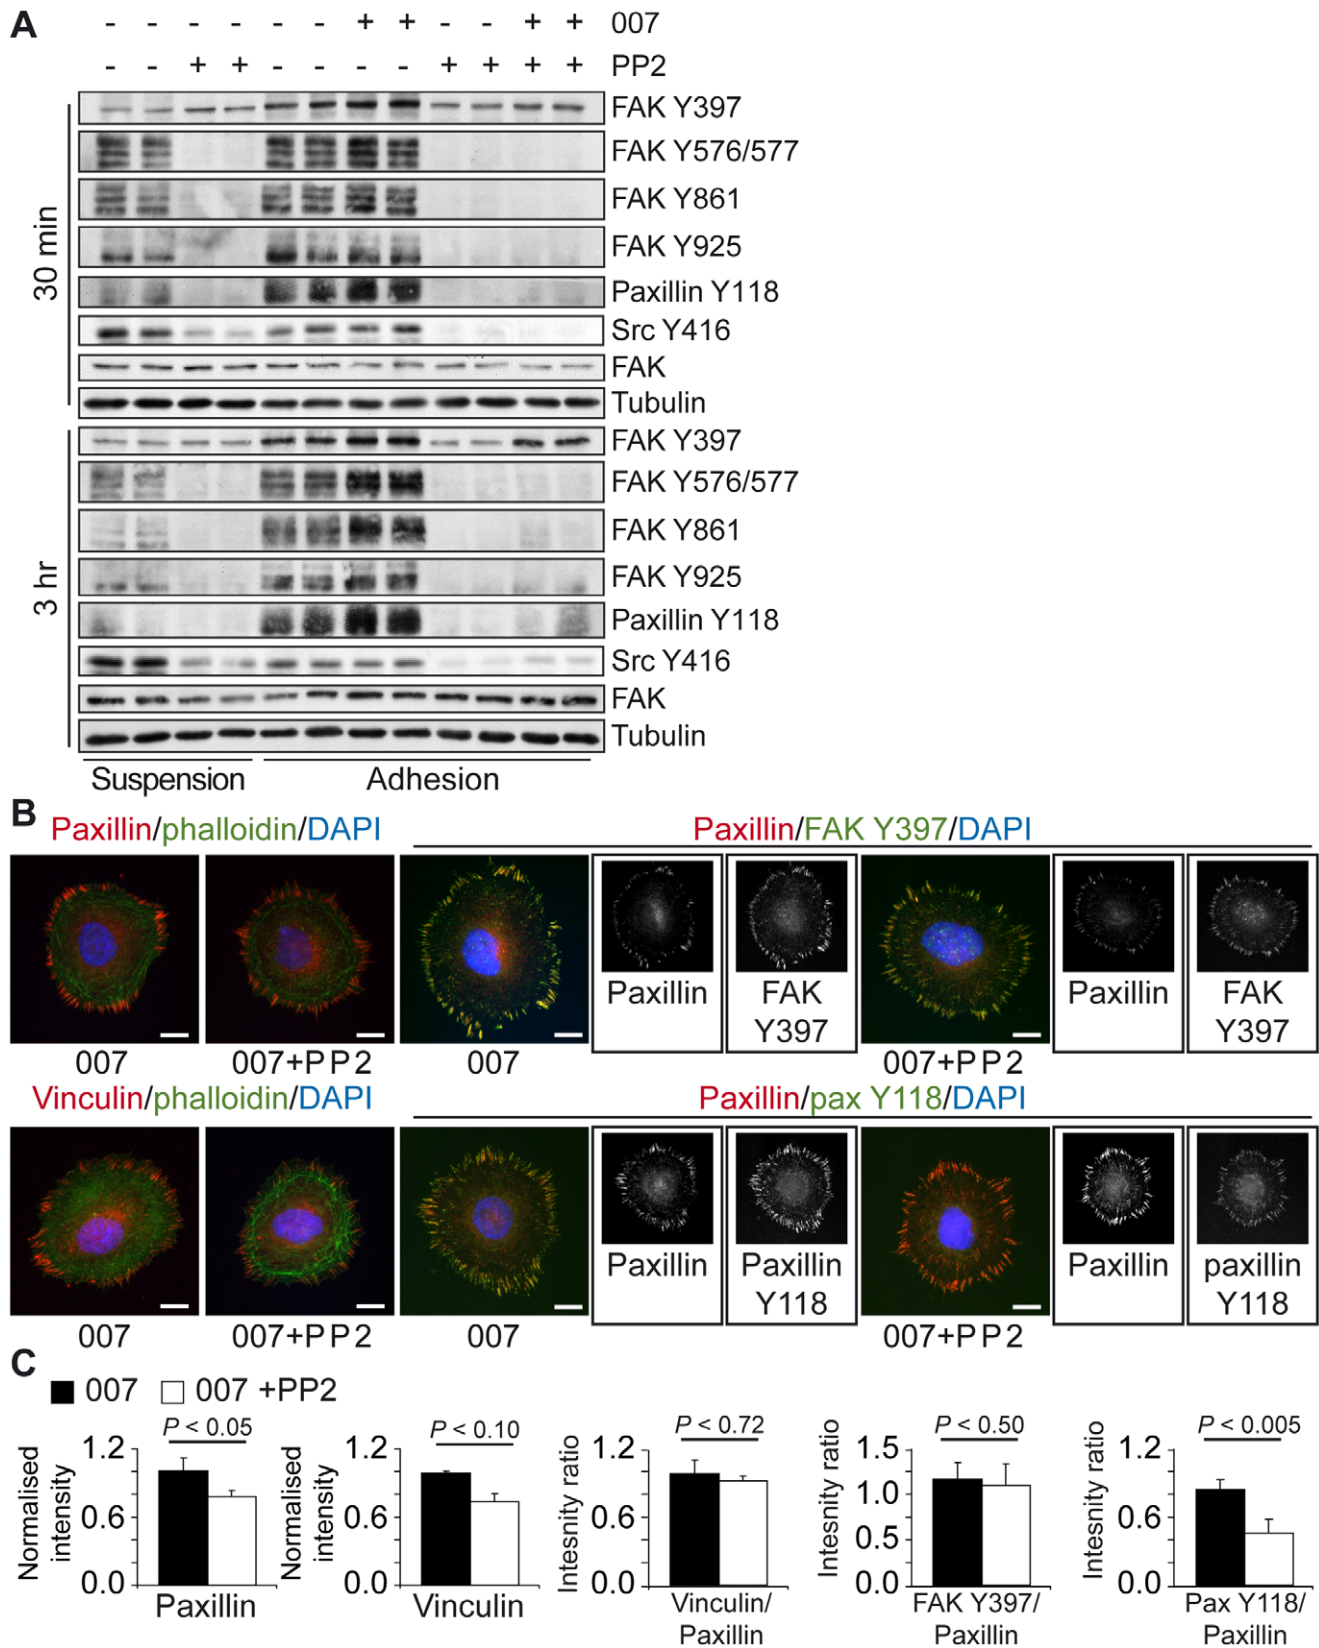 A
- - - - - - + + - - + + 007
- - + + - - - - + + + + PP2
30 min
FAK Y397
FAK Y576/577
FAK Y861
FAK Y925
Paxillin Y118
Src Y416
FAK
Tubulin
3 hr
FAK Y397
FAK Y576/577
FAK Y861
FAK Y925
Paxillin Y118
Src Y416
FAK
Tubulin
Suspension Adhesion
B
Paxillin/phalloidin/DAPI Paxillin/FAK Y397/DAPI
Paxillin
FAK
Y397
Paxillin
FAK
Y397
007 007+PP2 007 007+PP2
Vinculin/phalloidin/DAPI Paxillin/pax Y118/DAPI
Paxillin
Paxillin
Y118
Paxillin
paxillin
Y118
007 007+PP2 007 007+PP2
C
007 007 +PP2
Normalised
intensity
P < 0.05
1.2
0.6
0.0
Paxillin
Normalised
intensity
P < 0.10
1.2
0.6
0.0
Vinculin
Intesnity ratio
P < 0.72
1.2
0.6
0.0
Vinculin/
Paxillin
Intesnity ratio
P < 0.50
1.5
1.0
0.5
0.0
FAK Y397/
Paxillin
Intesnity ratio
P < 0.005
1.2
0.6
0.0
Pax Y118/
Paxillin